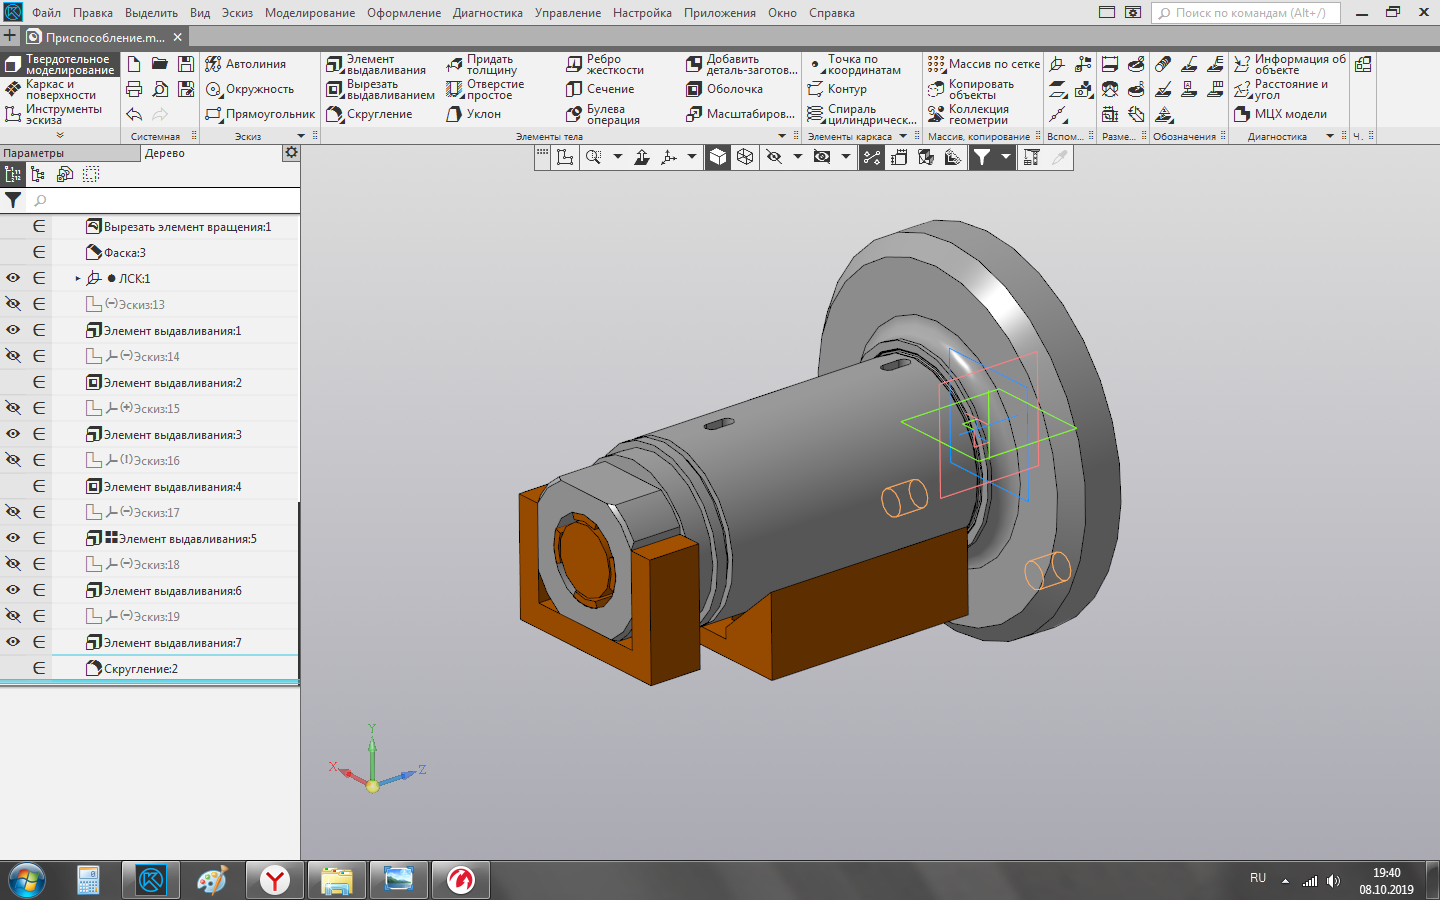 Файл Правка Выделить Вид Эскиз Моделирование Оформление Диагностика Управление Настройка Приложения Окно Справка
Поиск по командам (Alt+/)
Приспособление.m...
Твердотельное моделирование
Каркас и поверхности
Инструменты эскиза
Системная
Автолиния
Окружность
Прямоугольник
Эскиз
Элемент выдавливания
Вырезать выдавливанием
Скругление
Придать толщину
Отверстие простое
Уклон
Ребро жесткости
Сечение
Булева операция
Добавить деталь-заготов...
Оболочка
Масштабиров...
Элементы тела
Точка по координатам
Контур
Спираль цилиндрическ...
Элементы каркаса
Массив по сетке
Копировать объекты
Коллекция геометрии
Массив, копирование
Вспом...
Разме...
Обозначения
Информация об объекте
Расстояние и угол
МЦХ модели
Диагностика
Ч...
Параметры
Дерево
Вырезать элемент вращения:1
Фаска:3
ЛСК:1
(−)Эскиз:13
Элемент выдавливания:1
(−)Эскиз:14
Элемент выдавливания:2
(+)Эскиз:15
Элемент выдавливания:3
(!)Эскиз:16
Элемент выдавливания:4
(−)Эскиз:17
Элемент выдавливания:5
(−)Эскиз:18
Элемент выдавливания:6
(−)Эскиз:19
Элемент выдавливания:7
Скругление:2
Y
X
Z
RU
19:40
08.10.2019